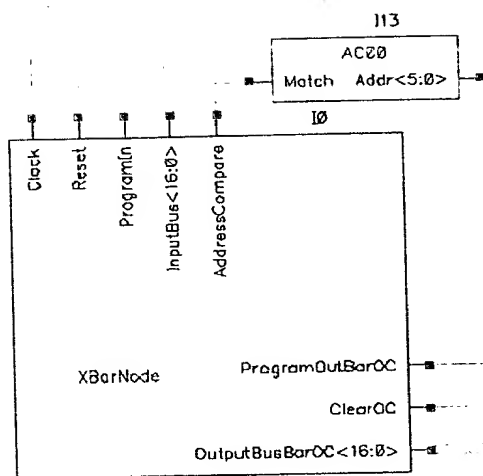 I13
AC20
Match Addr<5:0>
I0
Clock
Reset
ProgramIn
InputBus<16:0>
AddressCompare
XBarNode
ProgramOutBarOC
ClearOC
OutputBusBarOC<16:0>